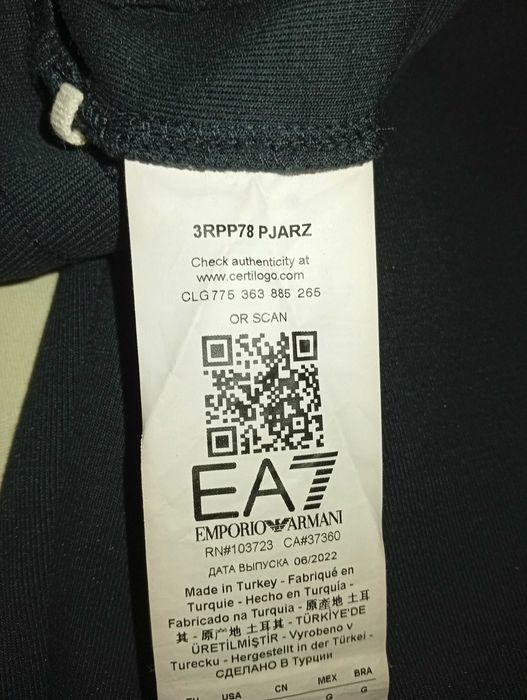 3RPP78 PJARZ
Check authenticity at
www.certilogo.com
CLG 775 363 885 265
OR SCAN
EA7
EMPORIO ARMANI
RN#103723 CA#37360
ДАТА ВЫПУСКА 06/2022
Made in Turkey - Fabriqué en
Turquie - Hecho en Turquía -
Fabricado na Turquia - 原產地 土耳
其 - 原产地 土耳其 - TÜRKİYE'DE
ÜRETİLMİŞTİR - Vyrobeno v
Turecku - Hergestellt in der Türkei -
СДЕЛАНО В Турции
USA CN MEX BRA
G G